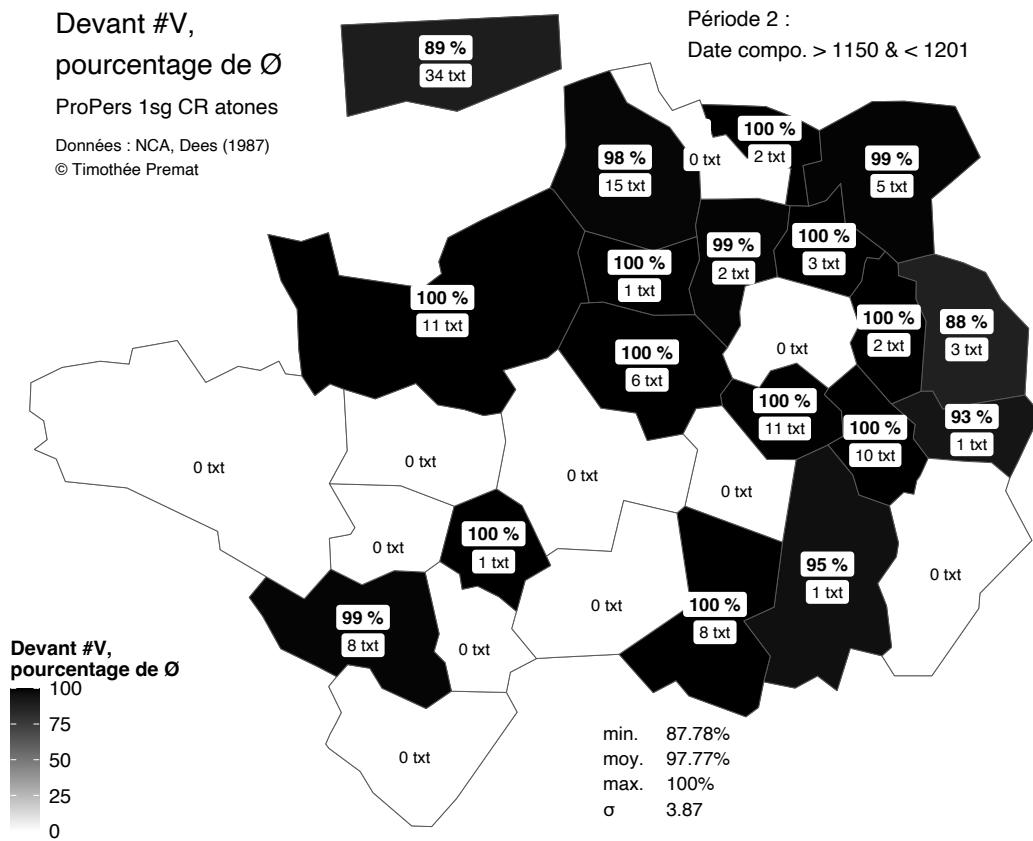 Devant #V,
pourcentage de Ø
ProPers 1sg CR atones
Données : NCA, Dees (1987)
© Timothée Premat
Période 2 :
Date compo. > 1150 & < 1201
89 %
34 txt
98 %
15 txt
0 txt
100 %
2 txt
99 %
5 txt
100 %
11 txt
100 %
1 txt
99 %
2 txt
100 %
3 txt
100 %
6 txt
0 txt
100 %
2 txt
88 %
3 txt
100 %
11 txt
100 %
10 txt
93 %
1 txt
0 txt
0 txt
0 txt
0 txt
0 txt
100 %
1 txt
95 %
1 txt
0 txt
99 %
8 txt
0 txt
0 txt
100 %
8 txt
0 txt
Devant #V,
pourcentage de Ø
100
75
50
25
0
min. 87.78%
moy. 97.77%
max. 100%
σ 3.87